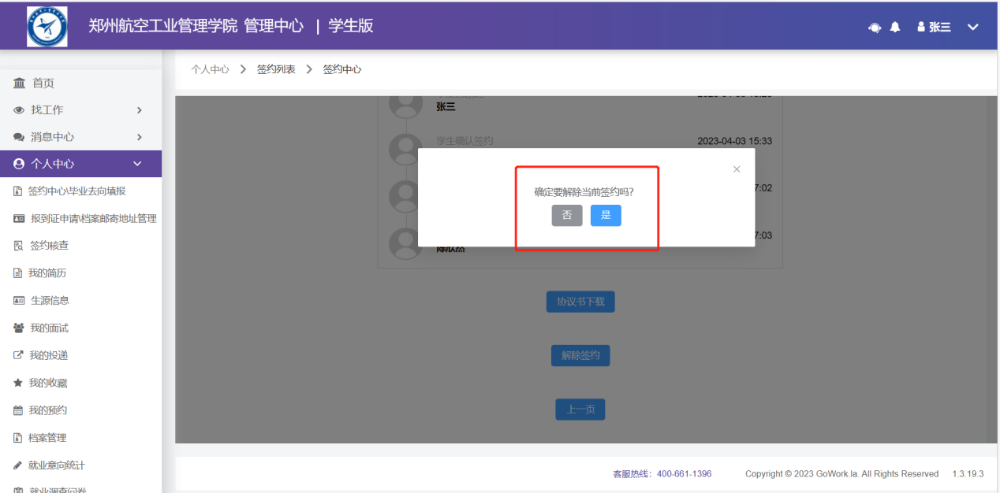 郑州航空工业管理学院 管理中心 | 学生版
张三
个人中心 > 签约列表 > 签约中心
首页
找工作
消息中心
个人中心
签约中心\毕业去向填报
报到证申请\档案邮寄地址管理
签约核查
我的简历
生源信息
我的面试
我的投递
我的收藏
我的预约
档案管理
就业意向统计
就业调查问卷
张三
学生确认签约
2023-04-03 15:33
7:02
7:03
确定要解除当前签约吗?
否
是
协议书下载
解除签约
上一页
客服热线：400-661-1396
Copyright © 2023 GoWork.la. All Rights Reserved
1.3.19.3